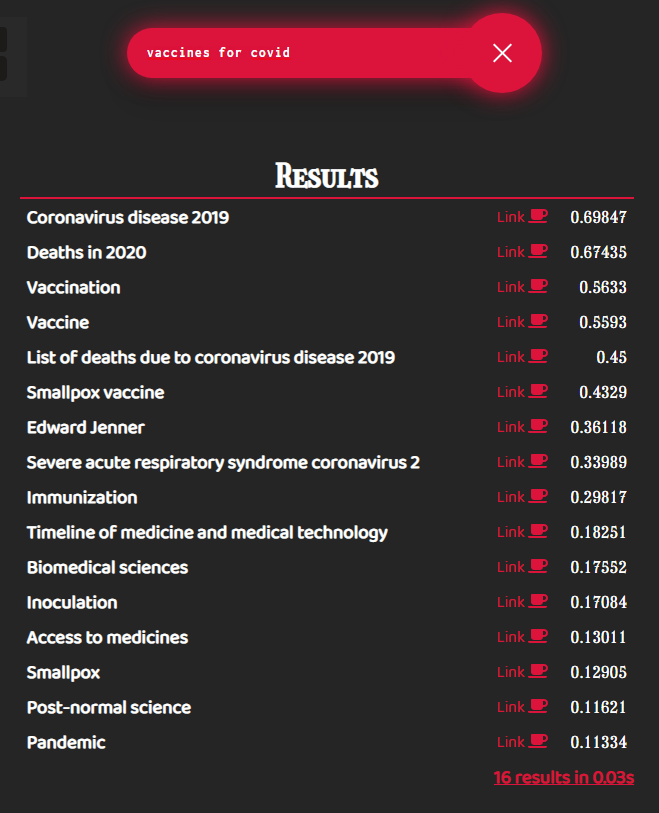 vaccines for covid
Results
Coronavirus disease 2019 Link 0.69847
Deaths in 2020 Link 0.67435
Vaccination Link 0.5633
Vaccine Link 0.5593
List of deaths due to coronavirus disease 2019 Link 0.45
Smallpox vaccine Link 0.4329
Edward Jenner Link 0.36118
Severe acute respiratory syndrome coronavirus 2 Link 0.33989
Immunization Link 0.29817
Timeline of medicine and medical technology Link 0.18251
Biomedical sciences Link 0.17552
Inoculation Link 0.17084
Access to medicines Link 0.13011
Smallpox Link 0.12905
Post-normal science Link 0.11621
Pandemic Link 0.11334
16 results in 0.03s